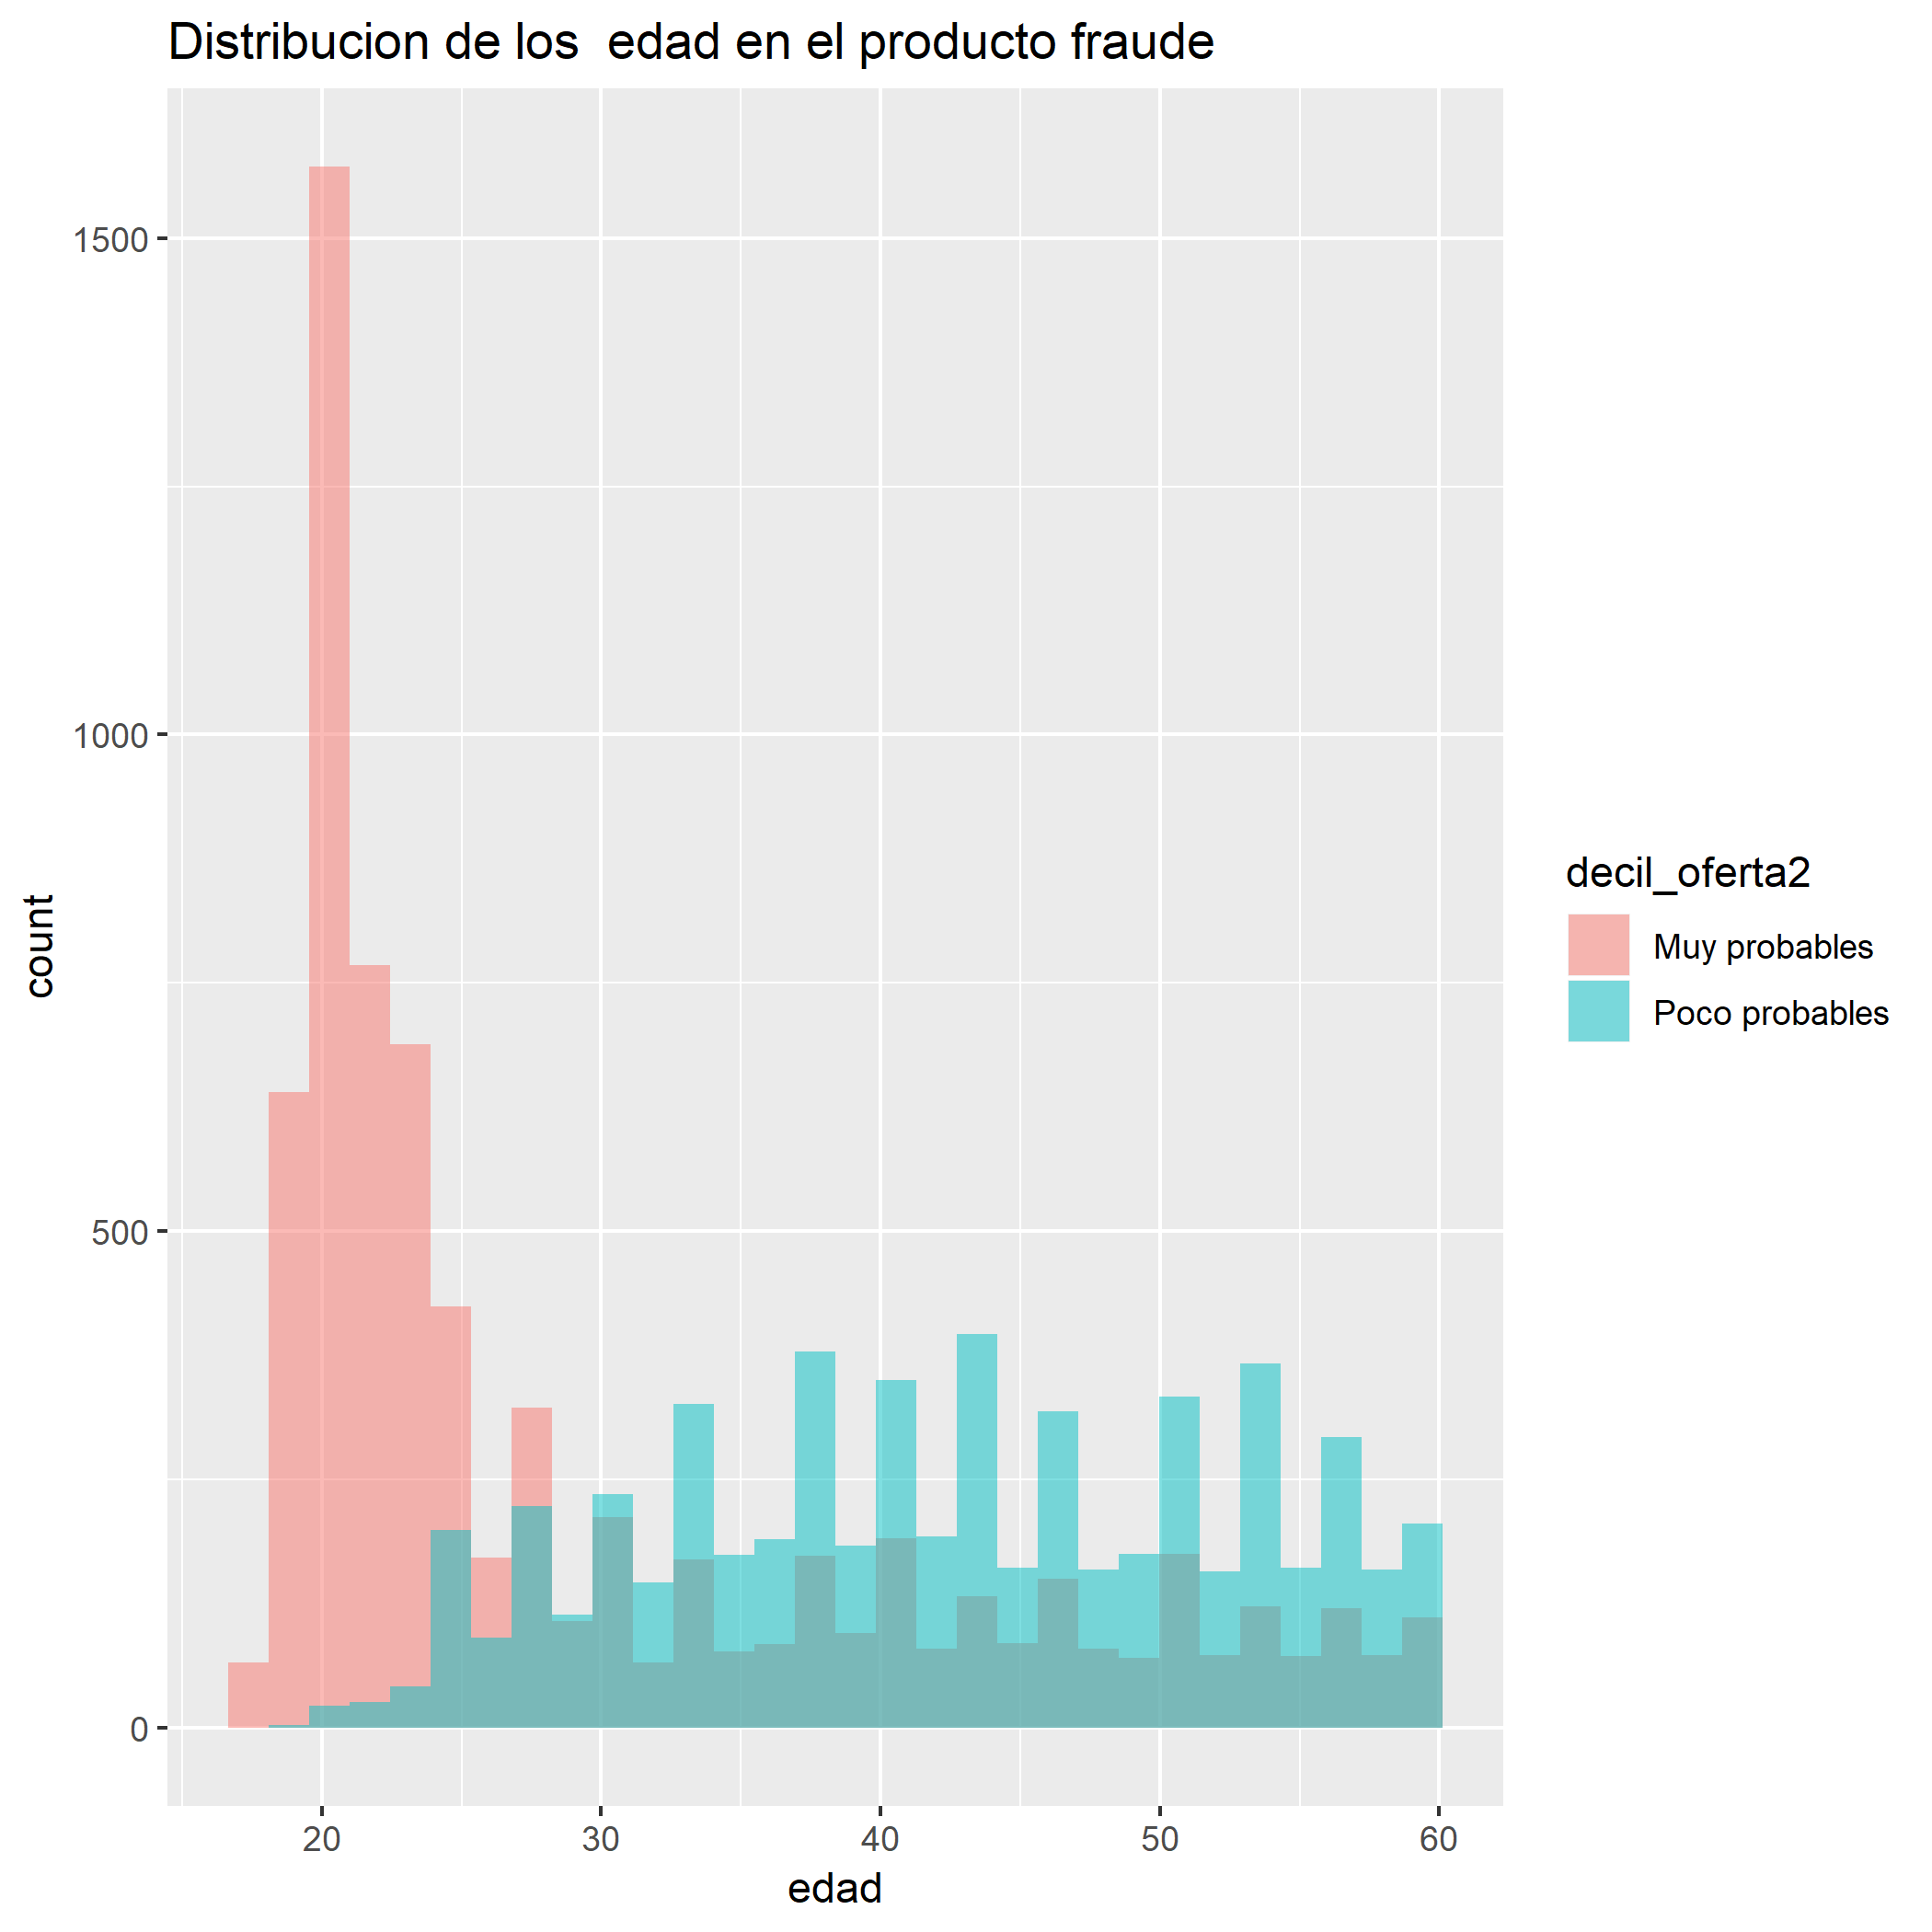 Distribucion de los  edad en el producto fraude
1500
1000
500
0
count
20 30 40 50 60
edad
decil_oferta2
Muy probables
Poco probables